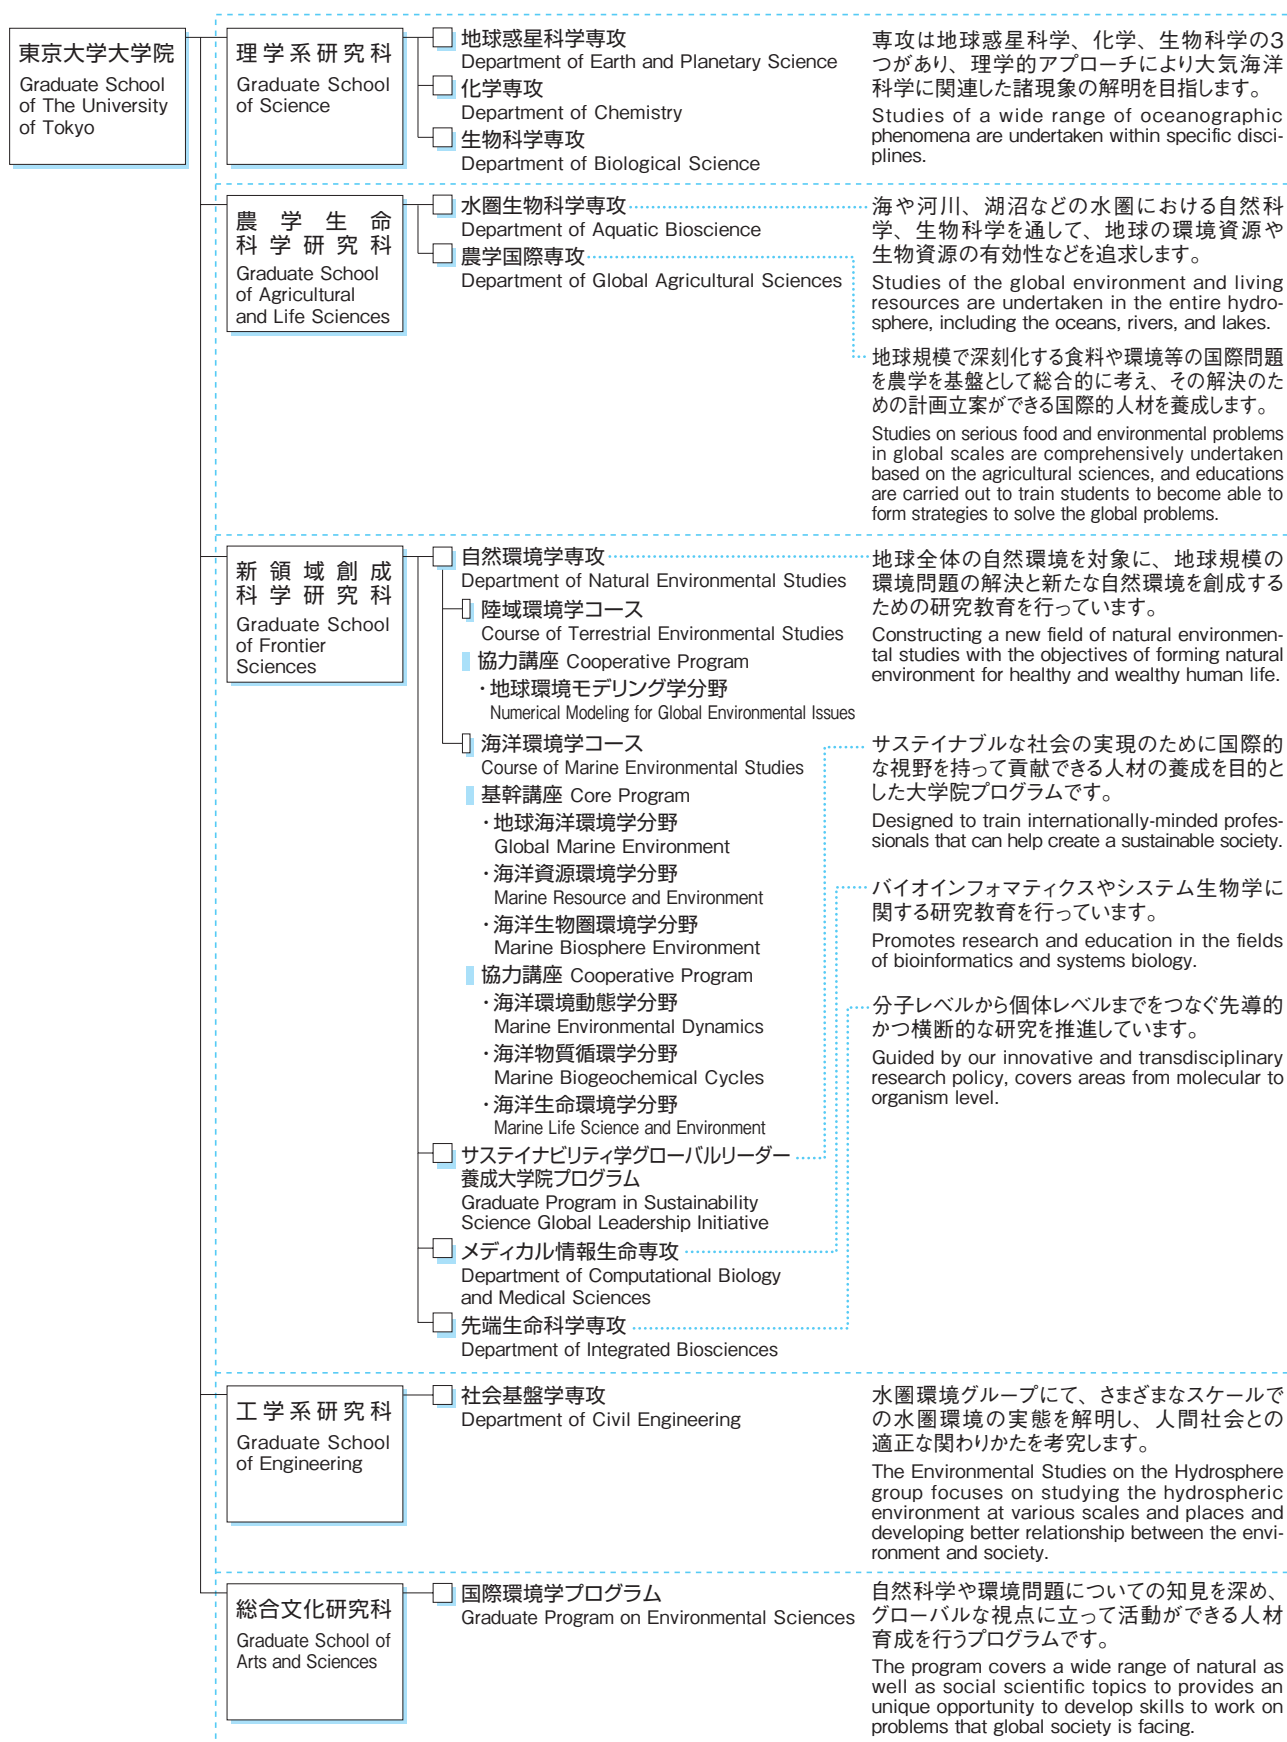 東京大学大学院
Graduate School
of The University
of Tokyo
理学系研究科
Graduate School
of Science
地球惑星科学専攻
Department of Earth and Planetary Science
化学専攻
Department of Chemistry
生物科学専攻
Department of Biological Science
専攻は地球惑星科学、化学、生物科学の3
つがあり、理学的アプローチにより大気海洋
科学に関連した諸現象の解明を目指します。
Studies of a wide range of oceanographic
phenomena are undertaken within specific disci-
plines.
農学生命
科学研究科
Graduate School
of Agricultural
and Life Sciences
水圏生物科学専攻
Department of Aquatic Bioscience
農学国際専攻
Department of Global Agricultural Sciences
海や河川、湖沼などの水圏における自然科
学、生物科学を通して、地球の環境資源や
生物資源の有効性などを追求します。
Studies of the global environment and living
resources are undertaken in the entire hydro-
sphere, including the oceans, rivers, and lakes.
地球規模で深刻化する食料や環境等の国際問題
を農学を基盤として総合的に考え、その解決のた
めの計画立案ができる国際的人材を養成します。
Studies on serious food and environmental problems
in global scales are comprehensively undertaken
based on the agricultural sciences, and educations
are carried out to train students to become able to
form strategies to solve the global problems.
新領域創成
科学研究科
Graduate School
of Frontier
Sciences
自然環境学専攻
Department of Natural Environmental Studies
陸域環境学コース
Course of Terrestrial Environmental Studies
協力講座 Cooperative Program
・地球環境モデリング学分野
Numerical Modeling for Global Environmental Issues
海洋環境学コース
Course of Marine Environmental Studies
基幹講座 Core Program
・地球海洋環境学分野
Global Marine Environment
・海洋資源環境学分野
Marine Resource and Environment
・海洋生物圏環境学分野
Marine Biosphere Environment
協力講座 Cooperative Program
・海洋環境動態学分野
Marine Environmental Dynamics
・海洋物質循環学分野
Marine Biogeochemical Cycles
・海洋生命環境学分野
Marine Life Science and Environment
サステイナビリティ学グローバルリーダー
養成大学院プログラム
Graduate Program in Sustainability
Science Global Leadership Initiative
メディカル情報生命専攻
Department of Computational Biology
and Medical Sciences
先端生命科学専攻
Department of Integrated Biosciences
地球全体の自然環境を対象に、地球規模の
環境問題の解決と新たな自然環境を創成する
ための研究教育を行っています。
Constructing a new field of natural environmen-
tal studies with the objectives of forming natural
environment for healthy and wealthy human life.
サステイナブルな社会の実現のために国際的
な視野を持って貢献できる人材の養成を目的と
した大学院プログラムです。
Designed to train internationally-minded profes-
sionals that can help create a sustainable society.
バイオインフォマティクスやシステム生物学に
関する研究教育を行っています。
Promotes research and education in the fields
of bioinformatics and systems biology.
分子レベルから個体レベルまでをつなぐ先導的
かつ横断的な研究を推進しています。
Guided by our innovative and transdisciplinary
research policy, covers areas from molecular to
organism level.
工学系研究科
Graduate School
of Engineering
社会基盤学専攻
Department of Civil Engineering
水圏環境グループにて、さまざまなスケールで
の水圏環境の実態を解明し、人間社会との
適正な関わりかたを考究します。
The Environmental Studies on the Hydrosphere
group focuses on studying the hydrospheric
environment at various scales and places and
developing better relationship between the envi-
ronment and society.
総合文化研究科
Graduate School of
Arts and Sciences
国際環境学プログラム
Graduate Program on Environmental Sciences
自然科学や環境問題についての知見を深め、
グローバルな視点に立って活動ができる人材
育成を行うプログラムです。
The program covers a wide range of natural as
well as social scientific topics to provides an
unique opportunity to develop skills to work on
problems that global society is facing.